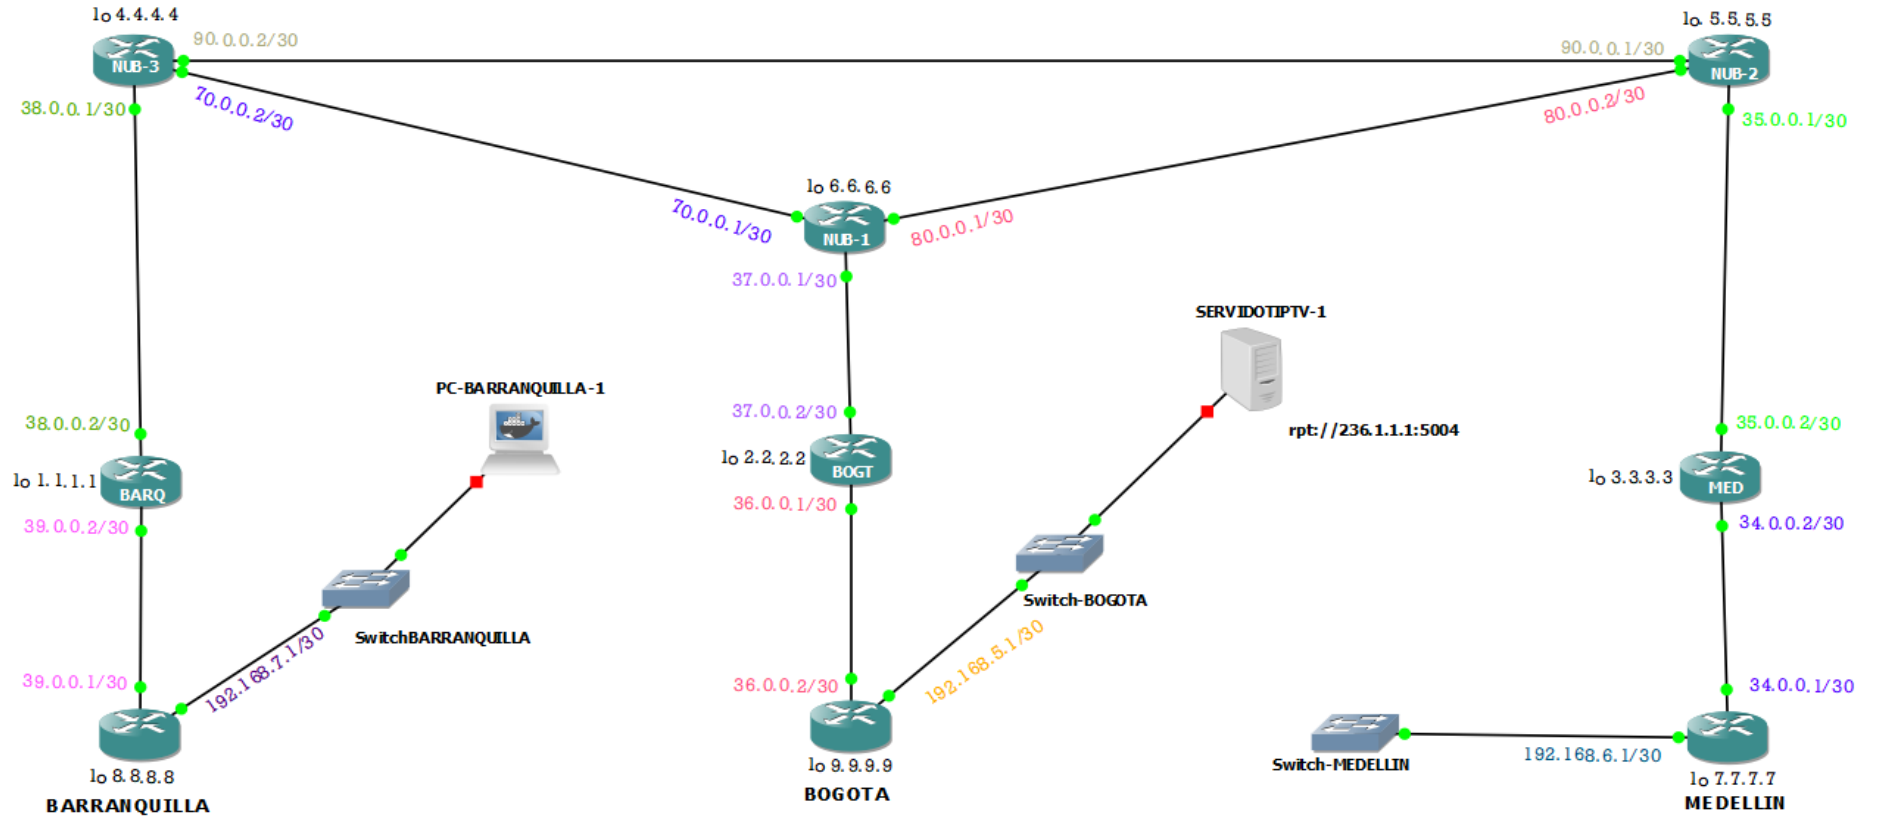 lo 4.4.4.4
lo. 5.5.5.5
90.0.0.2/30
90.0.0.1/30
NUB-3
NUB-2
38.0.0.1/30
70.0.0.2/30
80.0.0.2/30
35.0.0.1/30
lo 6.6.6.6
70.0.0.1/30
NUB-1
80.0.0.1/30
37.0.0.1/30
SERVIDOTIPTV-1
PC-BARRANQUILLA-1
38.0.0.2/30
37.0.0.2/30
rpt://236.1.1.1:5004
35.0.0.2/30
lo 1.1.1.1
BARQ
lo 2.2.2.2
BOGT
lo 3.3.3.3
MED
39.0.0.2/30
36.0.0.1/30
34.0.0.2/30
Switch-BOGOTA
SwitchBARRANQUILLA
192.168.7.1/30
192.168.5.1/30
39.0.0.1/30
36.0.0.2/30
34.0.0.1/30
192.168.6.1/30
Switch-MEDELLIN
lo 8.8.8.8
lo 9.9.9.9
lo 7.7.7.7
BARRANQUILLA
BOGOTA
MEDELLIN